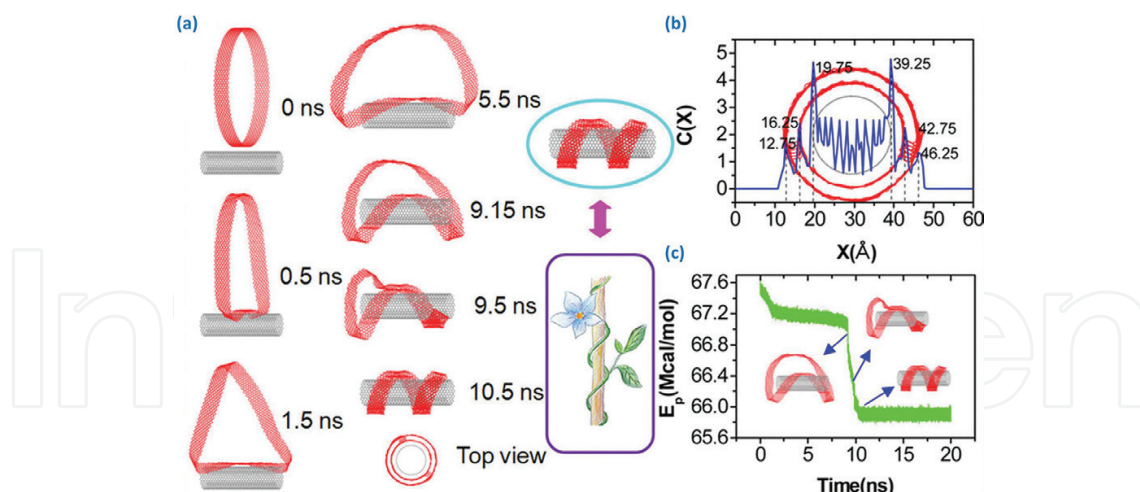 (a)
0 ns
0.5 ns
1.5 ns
5.5 ns
9.15 ns
9.5 ns
10.5 ns
Top view
(b)
C(X)
5
4
3
2
1
0
19.75
39.25
16.25
12.75
42.75
46.25
0 10 20 30 40 50 60
X(Å)
(c)
Ep(Mcal/mol)
67.6
67.2
66.8
66.4
66.0
65.6
0 5 10 15 20
Time(ns)